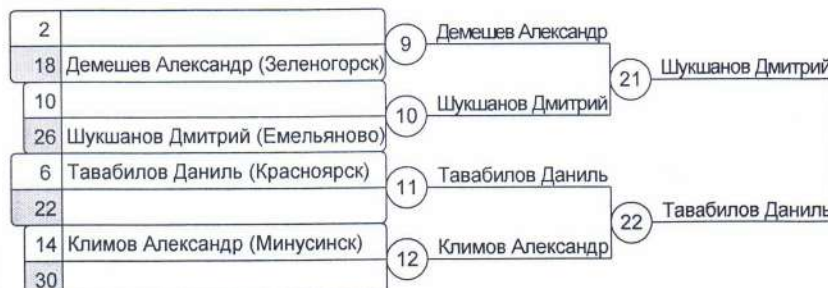 2
9 Демешев Александр
18 Демешев Александр (Зеленогорск)
21 Шукшанов Дмитрий
10
10 Шукшанов Дмитрий
26 Шукшанов Дмитрий (Емельяново)
6 Тавабилов Даниль (Красноярск)
11 Тавабилов Даниль
22
22 Тавабилов Даниль
14 Климов Александр (Минусинск)
12 Климов Александр
30